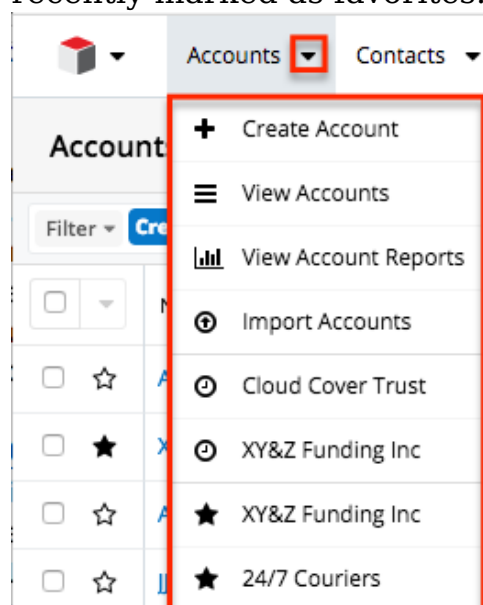 recently marked as favorites.
Accounts Contacts
Account
Create Account
View Accounts
Filter Cre
View Account Reports
Import Accounts
Cloud Cover Trust
XY&Z Funding Inc
XY&Z Funding Inc
24/7 Couriers